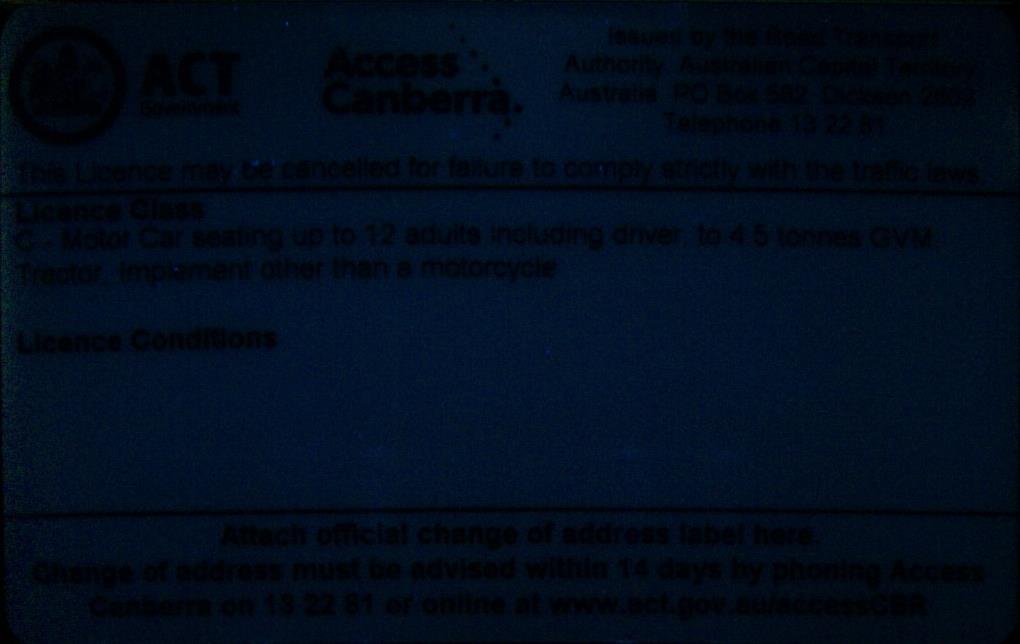 ACT
Government
Access
Canberra.
Issued by the Road Transport
Authority Australian Capital Territory
Australia PO Box 582 Dickson 2602
Telephone 13 22 81
This Licence may be cancelled for failure to comply strictly with the traffic laws.
Licence Class
C - Motor Car seating up to 12 adults including driver, to 4.5 tonnes GVM
Tractor, implement other than a motorcycle
Licence Conditions
Attach official change of address label here.
Change of address must be advised within 14 days by phoning Access
Canberra on 13 22 81 or online at www.act.gov.au/accessCBR